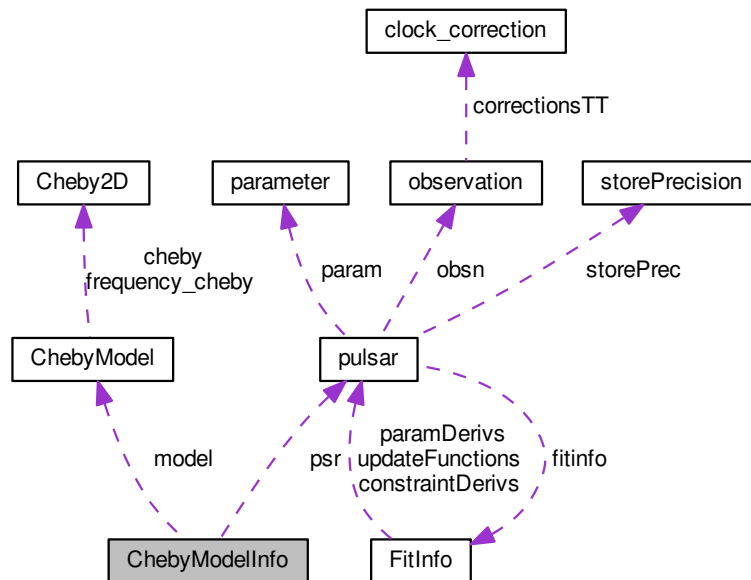 clock_correction
correctionsTT
Cheby2D
parameter
observation
storePrecision
cheby
frequency_cheby
param
obsn
storePrec
ChebyModel
pulsar
model
psr
paramDerivs
updateFunctions
constraintDerivs
fitinfo
ChebyModelInfo
FitInfo